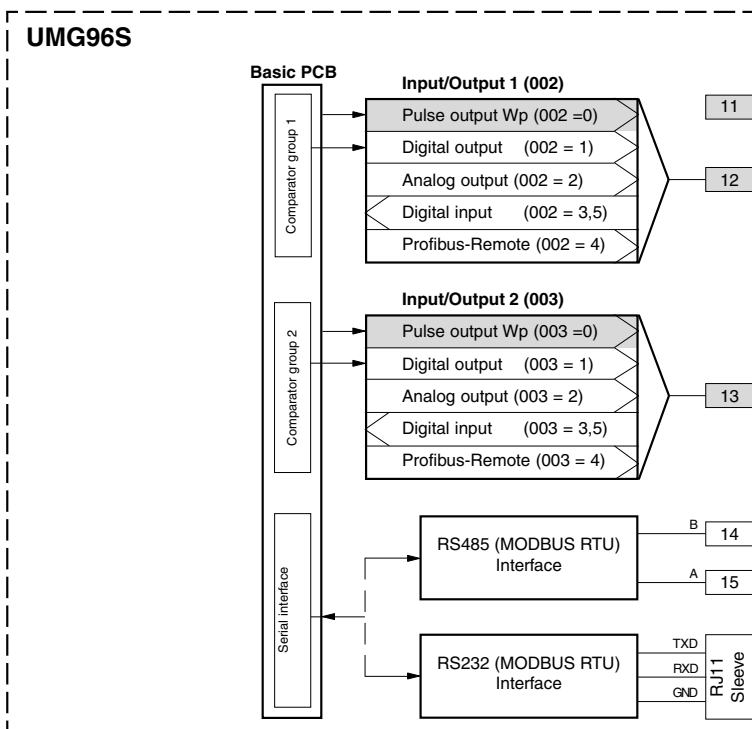 UMG96S
Basic PCB
Comparator group 1
Input/Output 1 (002)
Pulse output Wp (002 =0)
Digital output (002 = 1)
Analog output (002 = 2)
Digital input (002 = 3,5)
Profibus-Remote (002 = 4)
11
12
Comparator group 2
Input/Output 2 (003)
Pulse output Wp (003 =0)
Digital output (003 = 1)
Analog output (003 = 2)
Digital input (003 = 3,5)
Profibus-Remote (003 = 4)
13
Serial interface
RS485 (MODBUS RTU)
Interface
B
14
A
15
RS232 (MODBUS RTU)
Interface
TXD
RXD
GND
RJ11
Sleeve